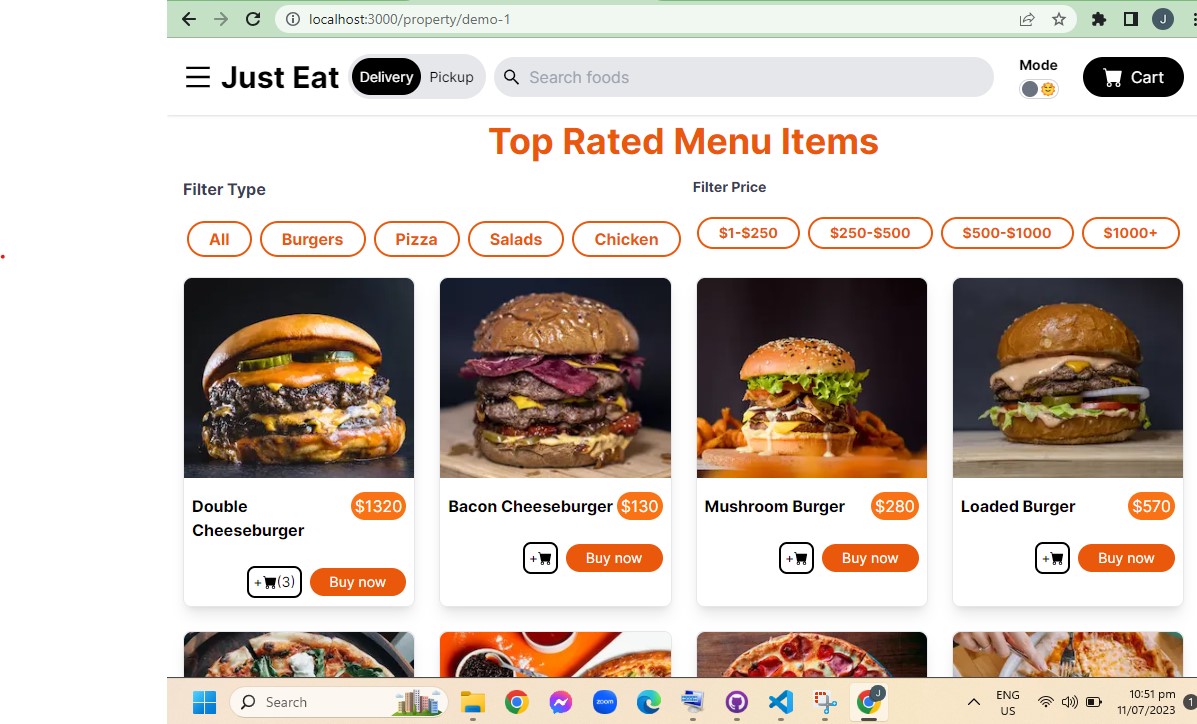 localhost:3000/property/demo-1
J
Just Eat
Delivery
Pickup
Search foods
Mode
Cart
Top Rated Menu Items
Filter Type
Filter Price
All
Burgers
Pizza
Salads
Chicken
$1-$250
$250-$500
$500-$1000
$1000+
Double
Cheeseburger
$1320
+(3)
Buy now
Bacon Cheeseburger
$130
+
Buy now
Mushroom Burger
$280
+
Buy now
Loaded Burger
$570
+
Buy now
Search
zoom
J
ENG
US
10:51 pm
11/07/2023
1